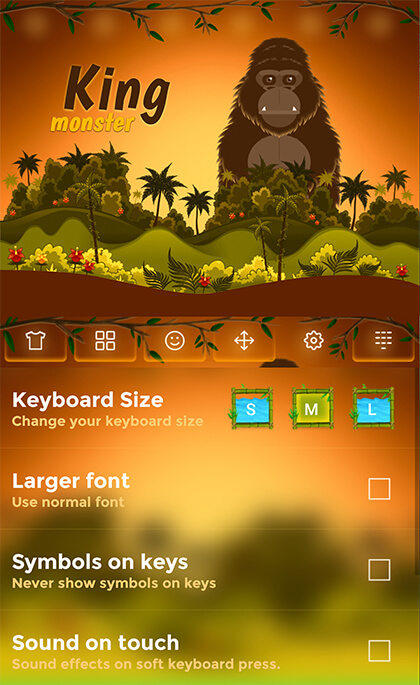 King
monster
Keyboard Size
Change your keyboard size
S M L
Larger font
Use normal font
Symbols on keys
Never show symbols on keys
Sound on touch
Sound effects on soft keyboard press.